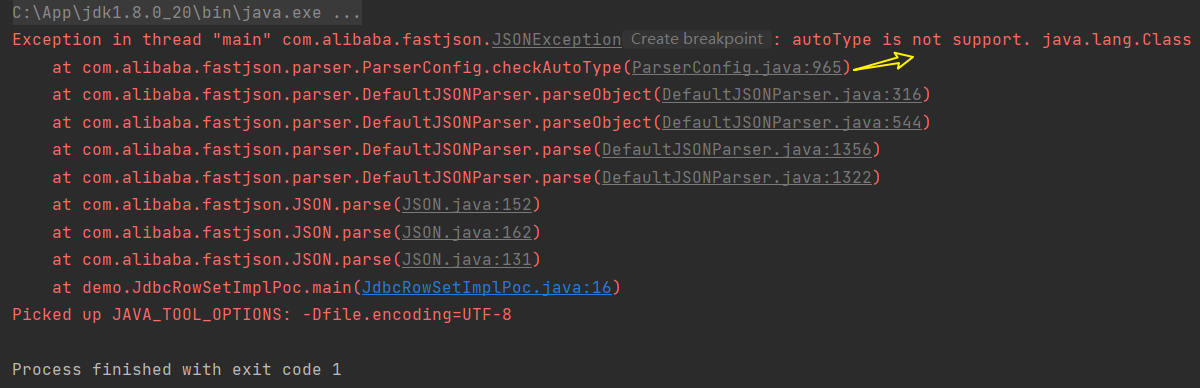 C:\App\jdk1.8.0_20\bin\java.exe ...
Exception in thread "main" com.alibaba.fastjson.JSONException Create breakpoint : autoType is not support. java.lang.Class
at com.alibaba.fastjson.parser.ParserConfig.checkAutoType(ParserConfig.java:965)
at com.alibaba.fastjson.parser.DefaultJSONParser.parseObject(DefaultJSONParser.java:316)
at com.alibaba.fastjson.parser.DefaultJSONParser.parseObject(DefaultJSONParser.java:544)
at com.alibaba.fastjson.parser.DefaultJSONParser.parse(DefaultJSONParser.java:1356)
at com.alibaba.fastjson.parser.DefaultJSONParser.parse(DefaultJSONParser.java:1322)
at com.alibaba.fastjson.JSON.parse(JSON.java:152)
at com.alibaba.fastjson.JSON.parse(JSON.java:162)
at com.alibaba.fastjson.JSON.parse(JSON.java:131)
at demo.JdbcRowSetImplPoc.main(JdbcRowSetImplPoc.java:16)
Picked up JAVA_TOOL_OPTIONS: -Dfile.encoding=UTF-8
Process finished with exit code 1